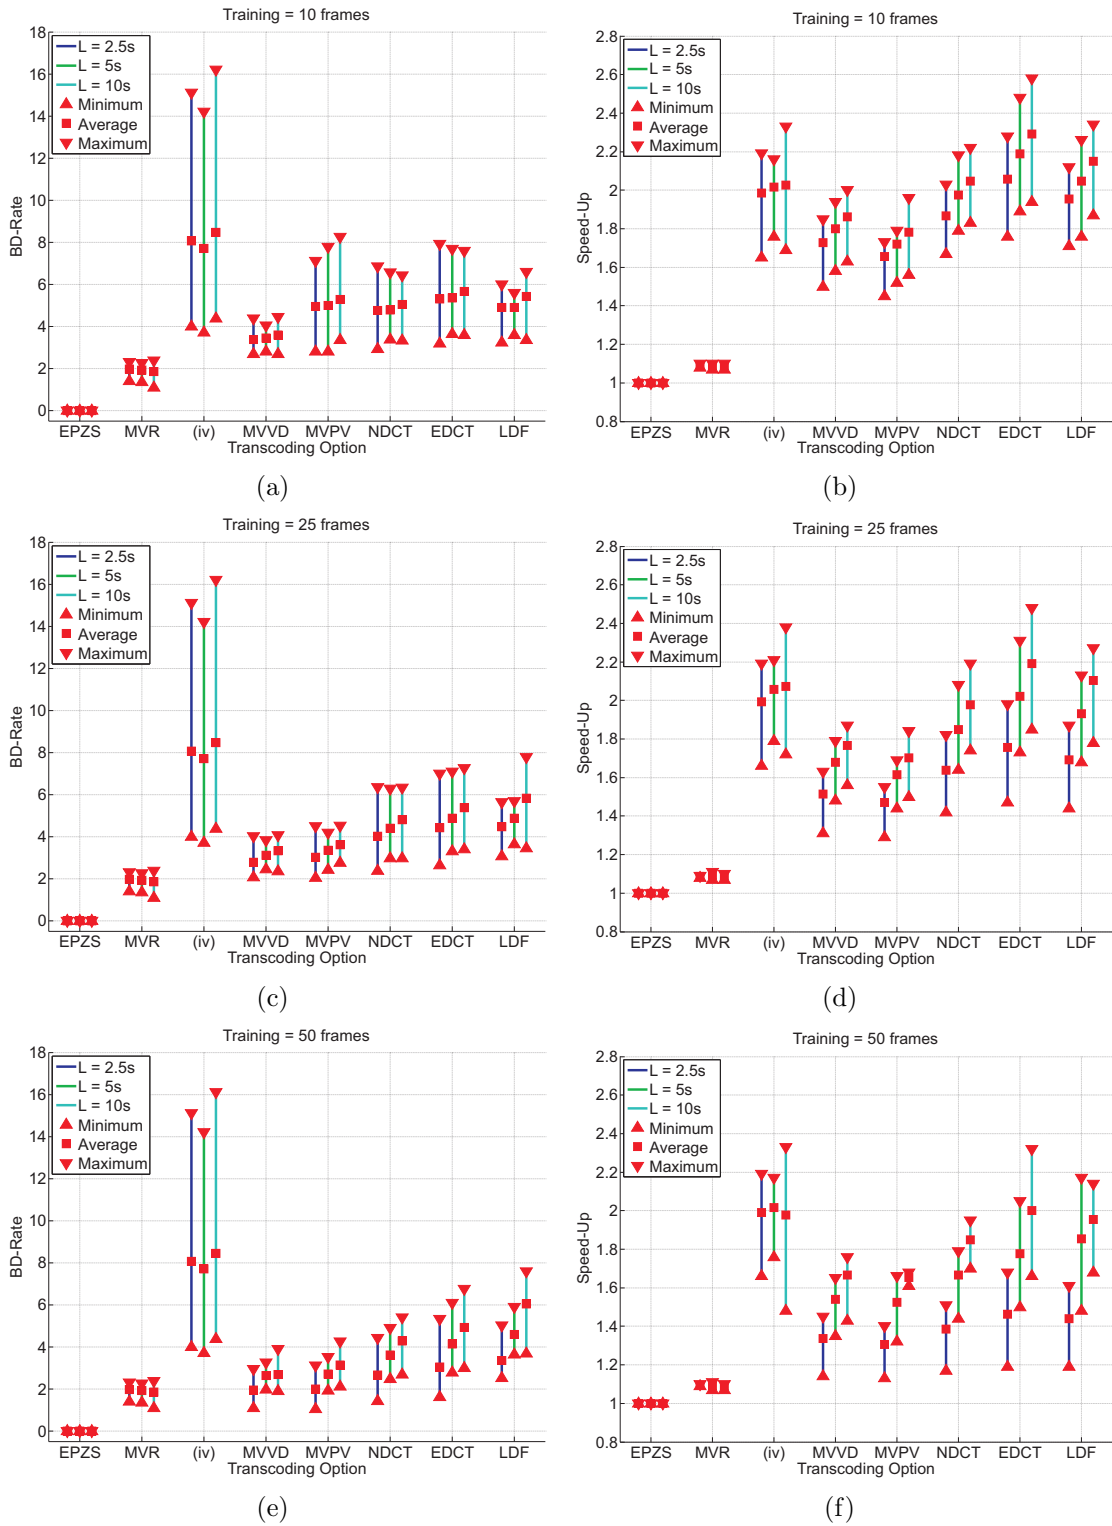 Training = 10 frames
18
16
14
12
10
8
6
4
2
0
BD-Rate
L = 2.5s
L = 5s
L = 10s
Minimum
Average
Maximum
EPZS MVR (iv) MVVD MVPV NDCT EDCT LDF
Transcoding Option
(a)
Training = 10 frames
2.8
2.6
2.4
2.2
2
1.8
1.6
1.4
1.2
1
0.8
Speed-Up
L = 2.5s
L = 5s
L = 10s
Minimum
Average
Maximum
EPZS MVR (iv) MVVD MVPV NDCT EDCT LDF
Transcoding Option
(b)
Training = 25 frames
18
16
14
12
10
8
6
4
2
0
BD-Rate
L = 2.5s
L = 5s
L = 10s
Minimum
Average
Maximum
EPZS MVR (iv) MVVD MVPV NDCT EDCT LDF
Transcoding Option
(c)
Training = 25 frames
2.8
2.6
2.4
2.2
2
1.8
1.6
1.4
1.2
1
0.8
Speed-Up
L = 2.5s
L = 5s
L = 10s
Minimum
Average
Maximum
EPZS MVR (iv) MVVD MVPV NDCT EDCT LDF
Transcoding Option
(d)
Training = 50 frames
18
16
14
12
10
8
6
4
2
0
BD-Rate
L = 2.5s
L = 5s
L = 10s
Minimum
Average
Maximum
EPZS MVR (iv) MVVD MVPV NDCT EDCT LDF
Transcoding Option
(e)
Training = 50 frames
2.8
2.6
2.4
2.2
2
1.8
1.6
1.4
1.2
1
0.8
Speed-Up
L = 2.5s
L = 5s
L = 10s
Minimum
Average
Maximum
EPZS MVR (iv) MVVD MVPV NDCT EDCT LDF
Transcoding Option
(f)